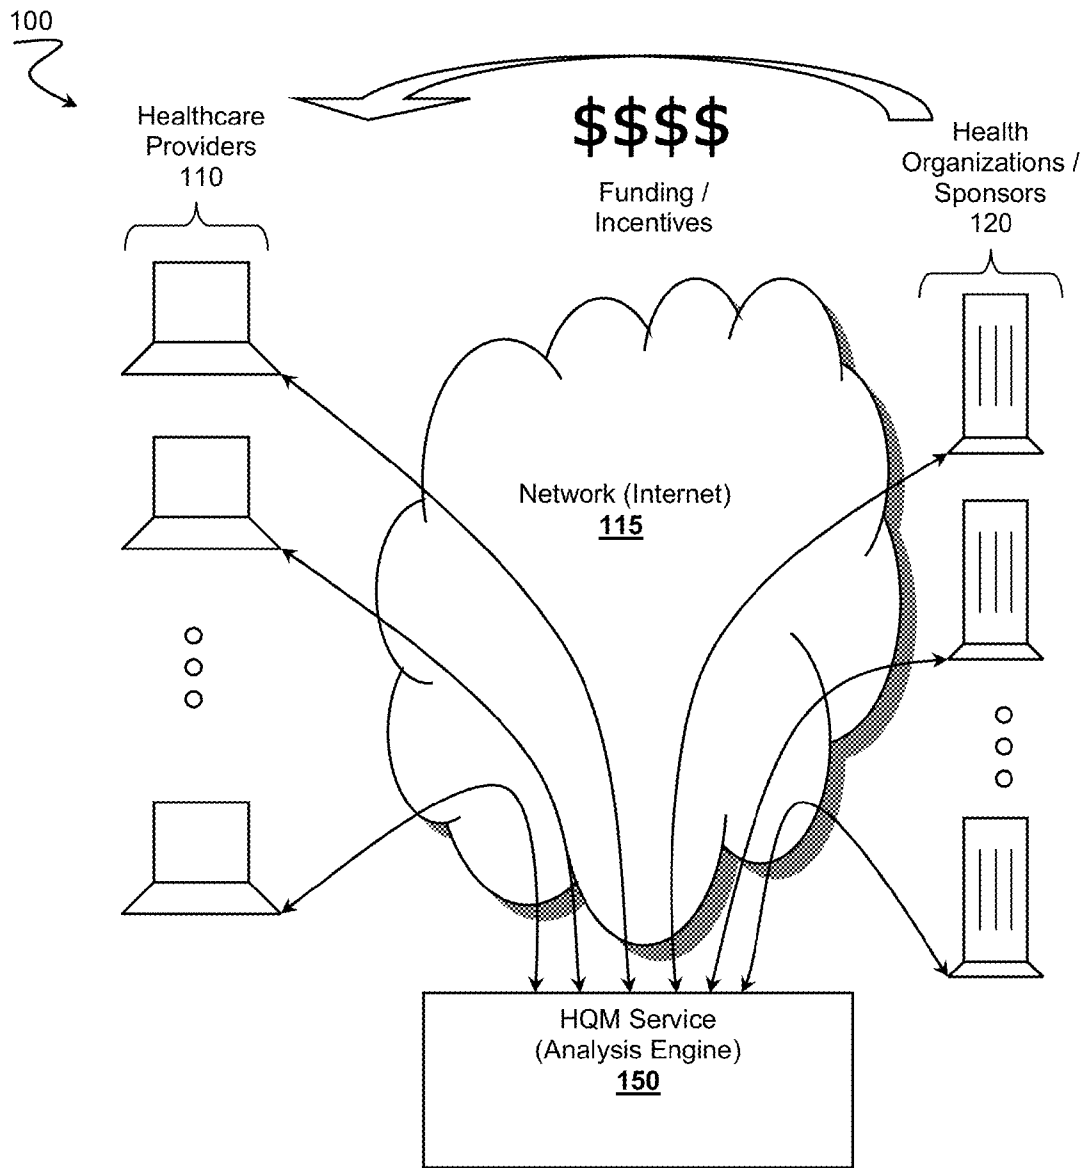 100
Healthcare
Providers
110
$$$$
Funding /
Incentives
Health
Organizations /
Sponsors
120
Network (Internet)
115
HQM Service
(Analysis Engine)
150